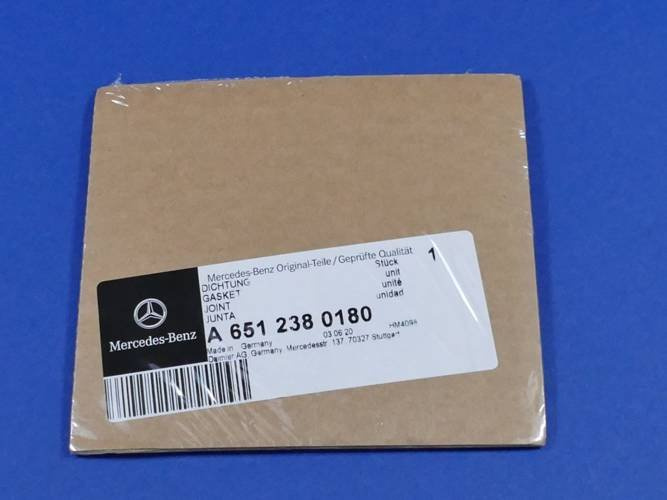 Mercedes-Benz Original-Teile/Geprüfte Qualität
DICHTUNG Stück 1
GASKET unit
JOINT unité
JUNTA unidad
A 651 238 0180
Made in Germany 03.06.20 HM4094
Daimler AG, Germany, Mercedesstr. 137, 70327 Stuttgart
Mercedes-Benz